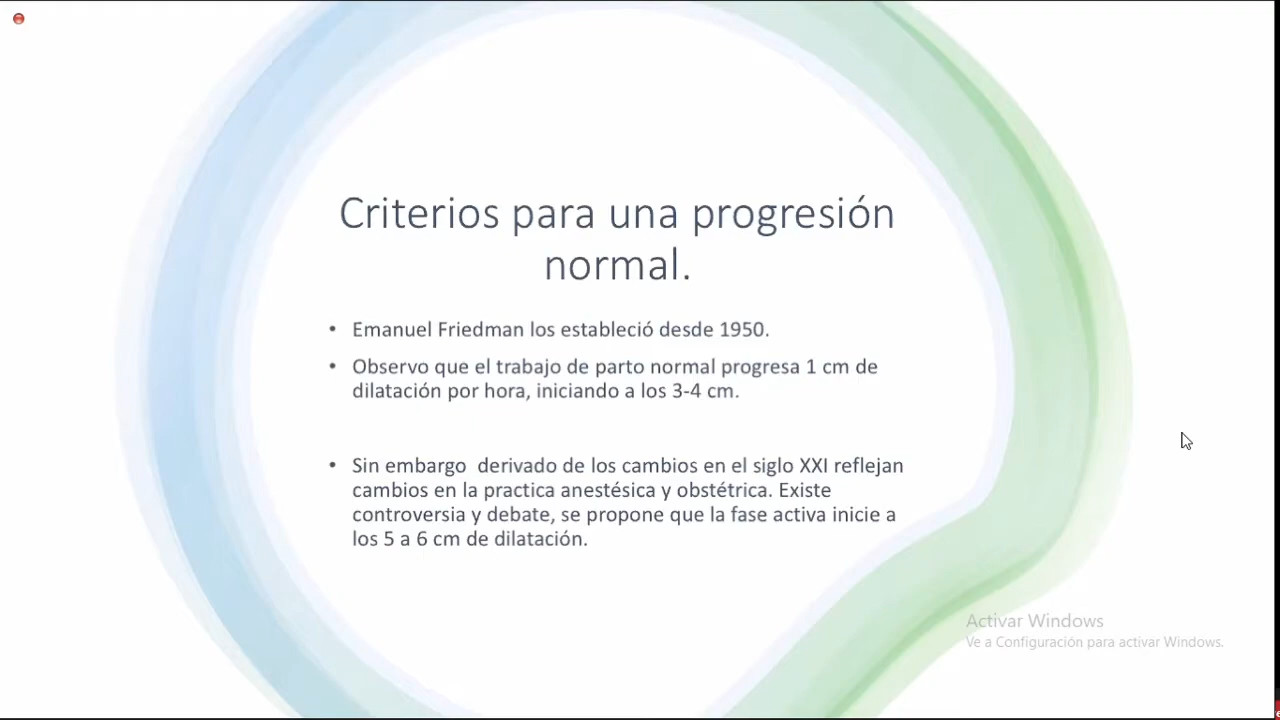 Criterios para una progresión
normal.
• Emanuel Friedman los estableció desde 1950.
• Observo que el trabajo de parto normal progresa 1 cm de
dilatación por hora, iniciando a los 3-4 cm.
• Sin embargo  derivado de los cambios en el siglo XXI reflejan
cambios en la practica anestésica y obstétrica. Existe
controversia y debate, se propone que la fase activa inicie a
los 5 a 6 cm de dilatación.
Activar Windows
Ve a Configuración para activar Windows.